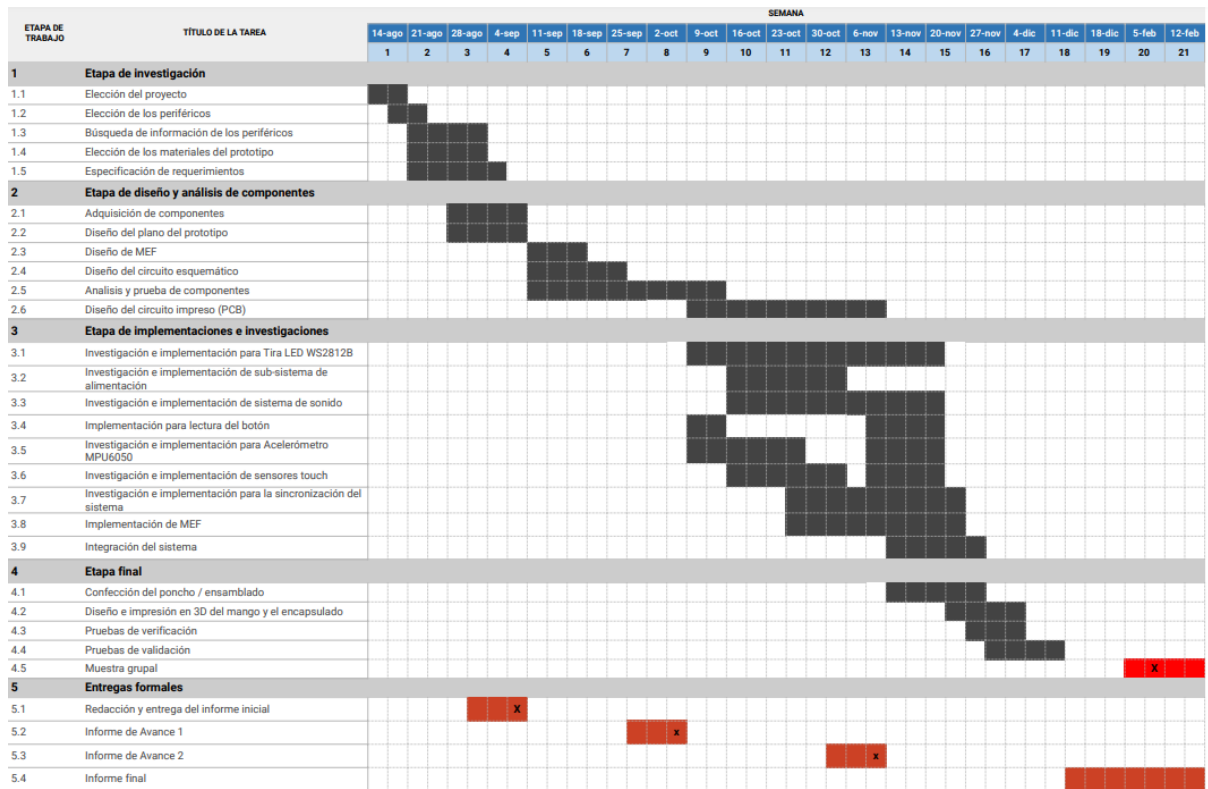 SEMANA
ETAPA DE TRABAJO TÍTULO DE LA TAREA 14-ago 21-ago 28-ago 4-sep 11-sep 18-sep 25-sep 2-oct 9-oct 16-oct 23-oct 30-oct 6-nov 13-nov 20-nov 27-nov 4-dic 11-dic 18-dic 5-feb 12-feb
1 2 3 4 5 6 7 8 9 10 11 12 13 14 15 16 17 18 19 20 21
1 Etapa de investigación
1.1 Elección del proyecto
1.2 Elección de los periféricos
1.3 Búsqueda de información de los periféricos
1.4 Elección de los materiales del prototipo
1.5 Especificación de requerimientos
2 Etapa de diseño y análisis de componentes
2.1 Adquisición de componentes
2.2 Diseño del plano del prototipo
2.3 Diseño de MEF
2.4 Diseño del circuito esquemático
2.5 Analisis y prueba de componentes
2.6 Diseño del circuito impreso (PCB)
3 Etapa de implementaciones e investigaciones
3.1 Investigación e implementación para Tira LED WS2812B
3.2 Investigación e implementación de sub-sistema de
alimentación
3.3 Investigación e implementación de sistema de sonido
3.4 Implementación para lectura del botón
3.5 Investigación e implementación para Acelerómetro
MPU6050
3.6 Investigación e implementación de sensores touch
3.7 Investigación e implementación para la sincronización del
sistema
3.8 Implementación de MEF
3.9 Integración del sistema
4 Etapa final
4.1 Confección del poncho / ensamblado
4.2 Diseño e impresión en 3D del mango y el encapsulado
4.3 Pruebas de verificación
4.4 Pruebas de validación
4.5 Muestra grupal X
5 Entregas formales
5.1 Redacción y entrega del informe inicial X
5.2 Informe de Avance 1 x
5.3 Informe de Avance 2 x
5.4 Informe final